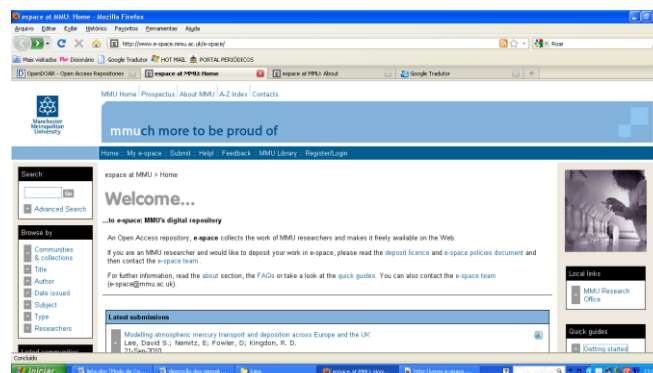 espace at MMU: Home - Mozilla Firefox
Arquivo Editar Exibir Histórico Favoritos Ferramentas Ajuda
http://www.e-space.mmu.ac.uk/e-space/
Roar
Mais visitados Dicionário Google Tradutor HOT MAIL PORTAL PERIÓDICOS
OpenDOAR - Open Access Repositories
espace at MMU: Home
espace at MMU: About
Google Tradutor
MMU Home Prospectus About MMU A-Z Index Contacts
Manchester
Metropolitan
University
mmuch more to be proud of
Home :: My e-space :: Submit :: Help! :: Feedback :: MMU Library :: Register/Login
Search:
Go
Advanced Search
Browse by
Communities
& collections
Title
Author
Date issued
Subject
Type
Researchers
espace at MMU > Home
Welcome...
...to e-space: MMU's digital repository
An Open Access repository, e-space collects the work of MMU researchers and makes it freely available on the Web.
If you are an MMU researcher and would like to deposit your work in e-space, please read the deposit licence and e-space policies document and
then contact the e-space team.
For further information, read the about section, the FAQs or take a look at the quick guides. You can also contact the e-space team
(e-space@mmu.ac.uk).
Latest submissions
Modelling atmospheric mercury transport and deposition across Europe and the UK
Lee, David S.; Nemitz, E; Fowler, D; Kingdon, R. D.
21-Sep-2010
Local links
MMU Research
Office
Quick guides
Getting started
Concluído
Iniciar